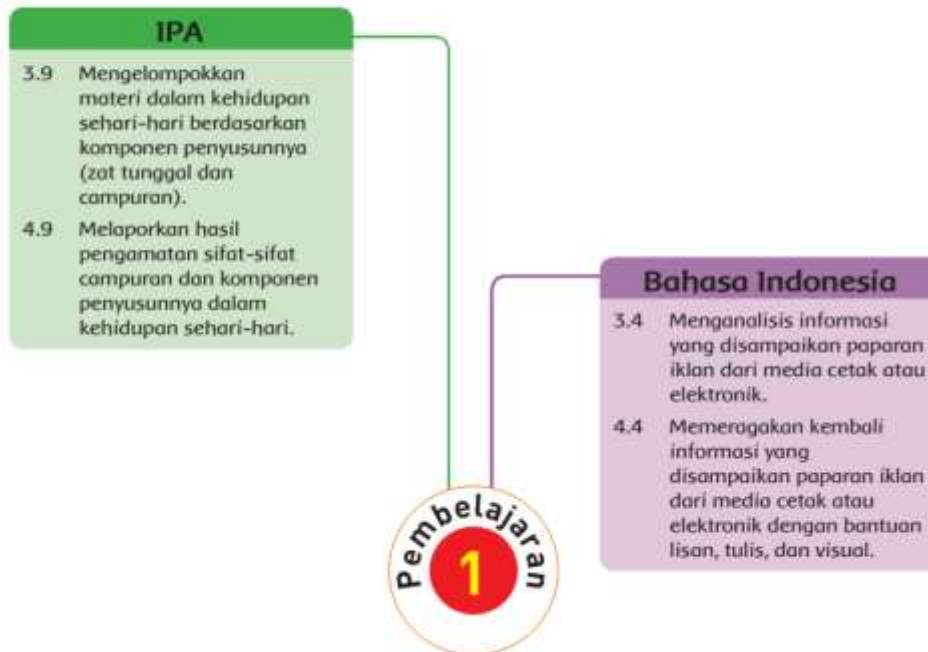 IPA
3.9 Mengelompokkan
materi dalam kehidupan
sehari-hari berdasarkan
komponen penyusunnya
(zat tunggal dan
campuran).
4.9 Melaporkan hasil
pengamatan sifat-sifat
campuran dan komponen
penyusunnya dalam
kehidupan sehari-hari.
Bahasa Indonesia
3.4 Menganalisis informasi
yang disampaikan paparan
iklan dari media cetak atau
elektronik.
4.4 Memeragakan kembali
informasi yang
disampaikan paparan iklan
dari media cetak atau
elektronik dengan bantuan
lisan, tulis, dan visual.
Pembelajaran
1